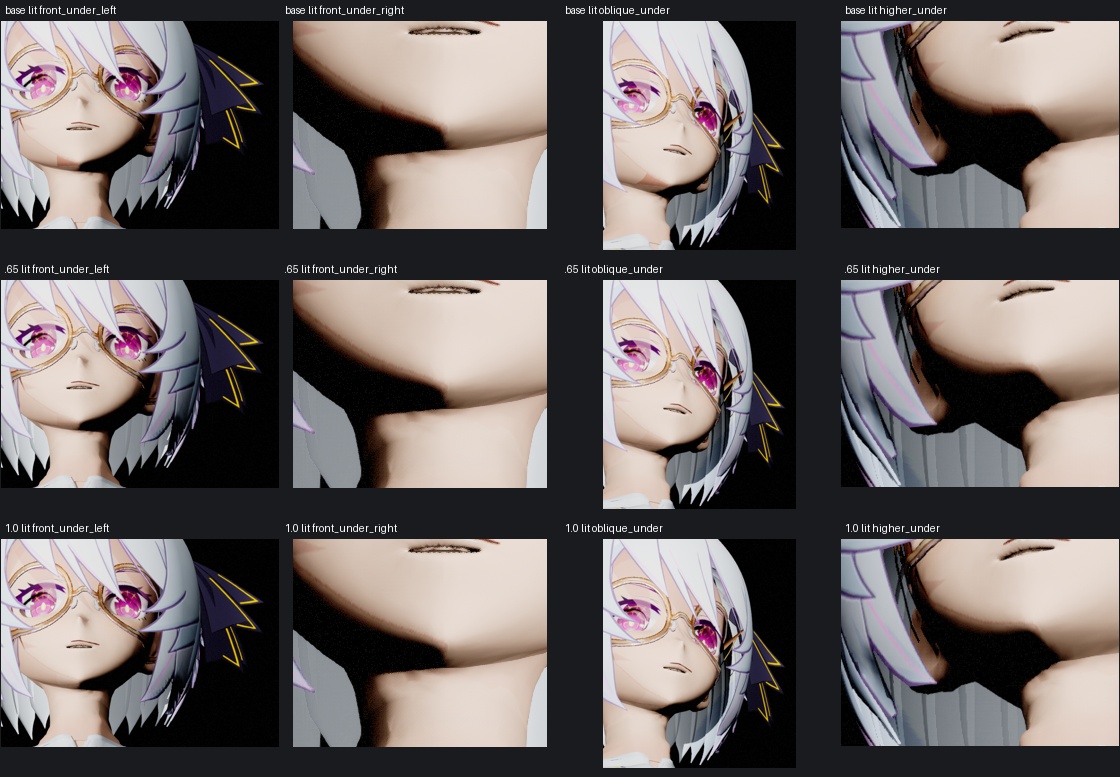 base lit front_under_left
base lit front_under_right
base lit oblique_under
base lit higher_under
.65 lit front_under_left
.65 lit front_under_right
.65 lit oblique_under
.65 lit higher_under
1.0 lit front_under_left
1.0 lit front_under_right
1.0 lit oblique_under
1.0 lit higher_under